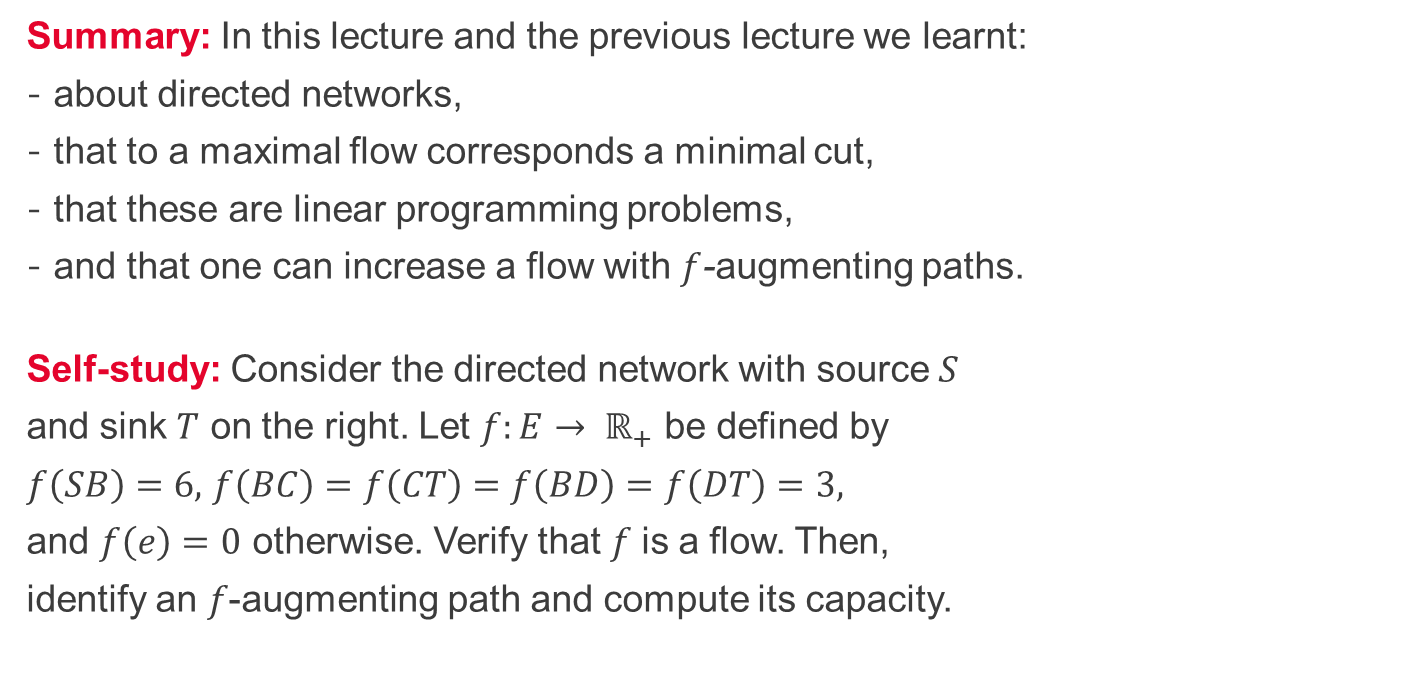 Summary: In this lecture and the previous lecture we learnt:
- about directed networks,
- that to a maximal flow corresponds a minimal cut,
- that these are linear programming problems,
- and that one can increase a flow with 𝑓-augmenting paths.
Self-study: Consider the directed network with source 𝑆
and sink 𝑇 on the right. Let 𝑓: 𝐸 → ℝ₊ be defined by
𝑓(𝑆𝐵) = 6, 𝑓(𝐵𝐶) = 𝑓(𝐶𝑇) = 𝑓(𝐵𝐷) = 𝑓(𝐷𝑇) = 3,
and 𝑓(𝑒) = 0 otherwise. Verify that 𝑓 is a flow. Then,
identify an 𝑓-augmenting path and compute its capacity.